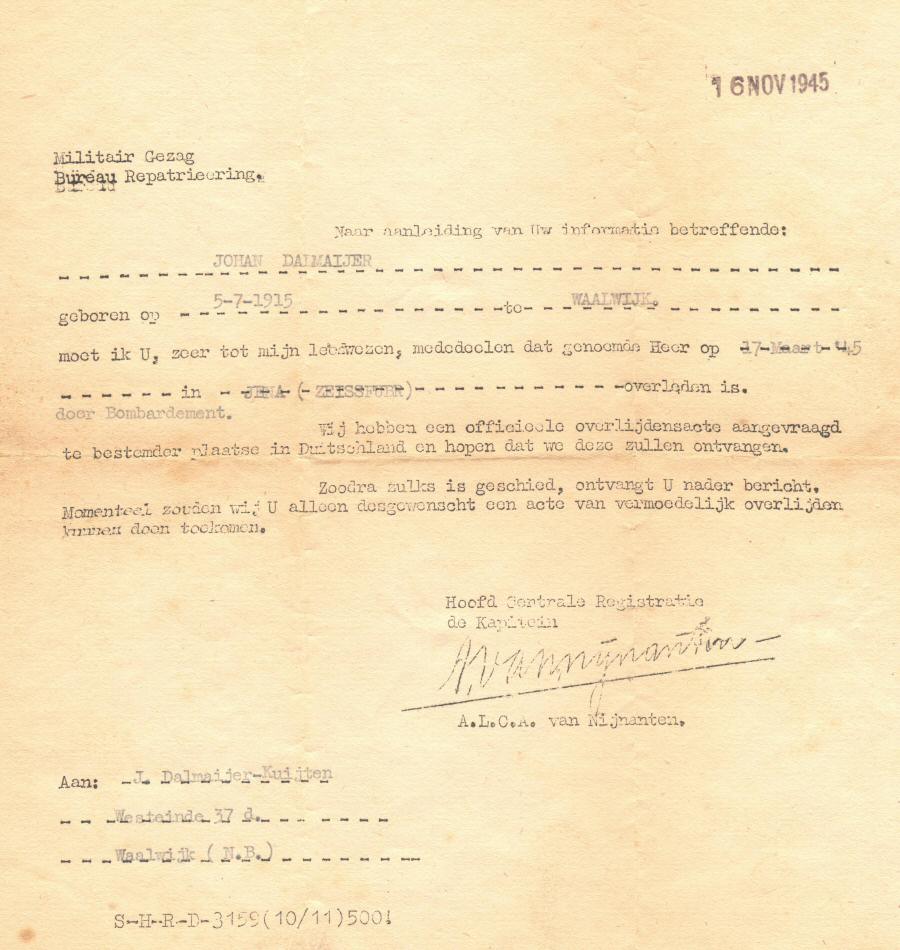 16 NOV 1945
Militair Gezag
Bureau Repatrieering.
Naar aanleiding van Uw informatie betreffende:
JOHAN DALMAIJER
geboren op 5-7-1915 te WAALWIJK.
moet ik U, zeer tot mijn leedwezen, mededeelen dat genoemde Heer op 17-Maart-'45
in JENA (-ZEISSFUBR) overleden is.
door Bombardement.
Wij hebben een officieele overlijdensacte aangevraagd
te bestemder plaatse in Duitschland en hopen dat we deze zullen ontvangen.
Zoodra zulks is geschied, ontvangt U nader bericht.
Momenteel zouden wij U alleen desgewenscht een acte van vermoedelijk overlijden
kunnen doen toekomen.
Hoofd Centrale Registratie
de Kapitein
A.L.C.A. van Nijnanten.
Aan: J. Dalmaijer-Kuijten
Westeinde 37 d.
Waalwijk ( N.B.)
S-H-R-D-3159(10/11)500!